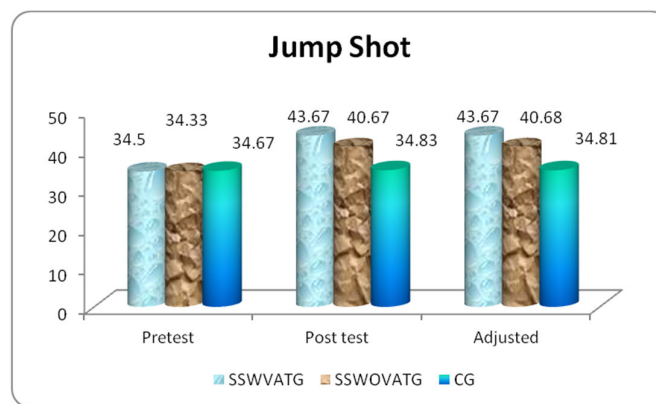 Jump Shot
50
40
30
20
10
0
34.5
34.33
34.67
43.67
40.67
34.83
43.67
40.68
34.81
Pretest
Post test
Adjusted
SSWVATG
SSWOVATG
CG